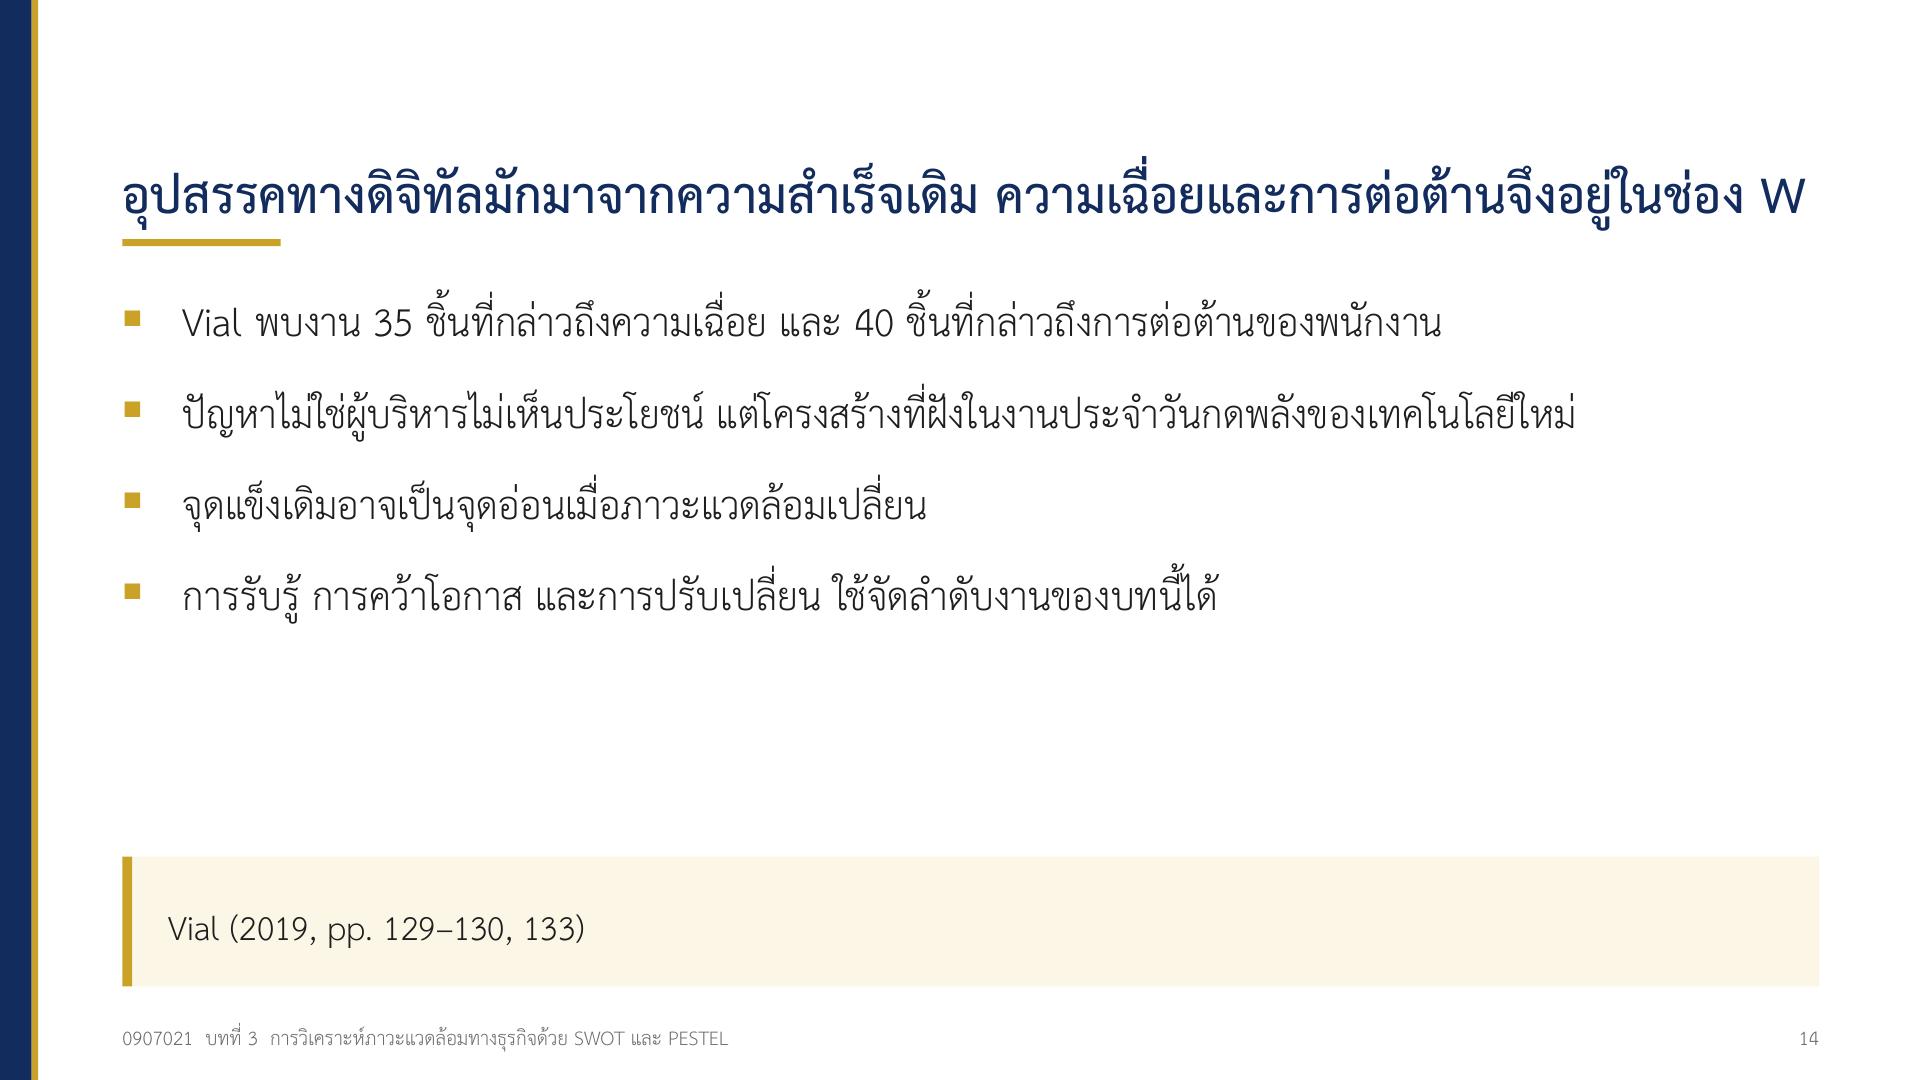 อุปสรรคทางดิจิทัลมักมาจากความสำเร็จเดิม ความเฉื่อยและการต่อต้านจึงอยู่ในช่อง W
▪ Vial พบงาน 35 ชิ้นที่กล่าวถึงความเฉื่อย และ 40 ชิ้นที่กล่าวถึงการต่อต้านของพนักงาน
▪ ปัญหาไม่ใช่ผู้บริหารไม่เห็นประโยชน์ แต่โครงสร้างที่ฝังในงานประจำวันกดพลังของเทคโนโลยีใหม่
▪ จุดแข็งเดิมอาจเป็นจุดอ่อนเมื่อภาวะแวดล้อมเปลี่ยน
▪ การรับรู้ การคว้าโอกาส และการปรับเปลี่ยน ใช้จัดลำดับงานของบทนี้ได้
Vial (2019, pp. 129–130, 133)
0907021 บทที่ 3 การวิเคราะห์ภาวะแวดล้อมทางธุรกิจด้วย SWOT และ PESTEL
14